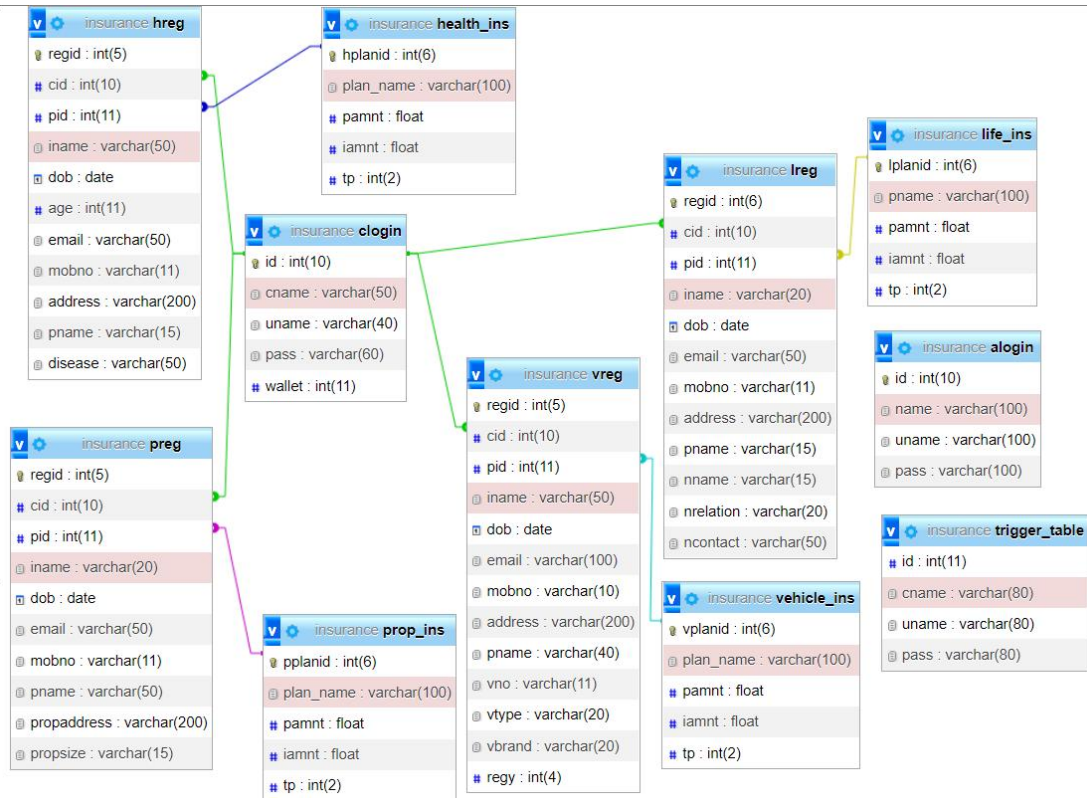 insurance hreg
regid : int(5)
cid : int(10)
pid : int(11)
iname : varchar(50)
dob : date
age : int(11)
email : varchar(50)
mobno : varchar(11)
address : varchar(200)
pname : varchar(15)
disease : varchar(50)
insurance health_ins
hplanid : int(6)
plan_name : varchar(100)
pamnt : float
iamnt : float
tp : int(2)
insurance clogin
id : int(10)
cname : varchar(50)
uname : varchar(40)
pass : varchar(60)
wallet : int(11)
insurance lreg
regid : int(6)
cid : int(10)
pid : int(11)
iname : varchar(20)
dob : date
email : varchar(50)
mobno : varchar(11)
address : varchar(200)
pname : varchar(15)
nname : varchar(15)
nrelation : varchar(20)
ncontact : varchar(50)
insurance life_ins
lplanid : int(6)
pname : varchar(100)
pamnt : float
iamnt : float
tp : int(2)
insurance alogin
id : int(10)
name : varchar(100)
uname : varchar(100)
pass : varchar(100)
insurance preg
regid : int(5)
cid : int(10)
pid : int(11)
iname : varchar(20)
dob : date
email : varchar(50)
mobno : varchar(11)
pname : varchar(50)
propaddress : varchar(200)
propsize : varchar(15)
insurance prop_ins
pplanid : int(6)
plan_name : varchar(100)
pamnt : float
iamnt : float
tp : int(2)
insurance vreg
regid : int(5)
cid : int(10)
pid : int(11)
iname : varchar(50)
dob : date
email : varchar(100)
mobno : varchar(10)
address : varchar(200)
pname : varchar(40)
vno : varchar(11)
vtype : varchar(20)
vbrand : varchar(20)
regy : int(4)
insurance vehicle_ins
vplanid : int(6)
plan_name : varchar(100)
pamnt : float
iamnt : float
tp : int(2)
insurance trigger_table
id : int(11)
cname : varchar(80)
uname : varchar(80)
pass : varchar(80)